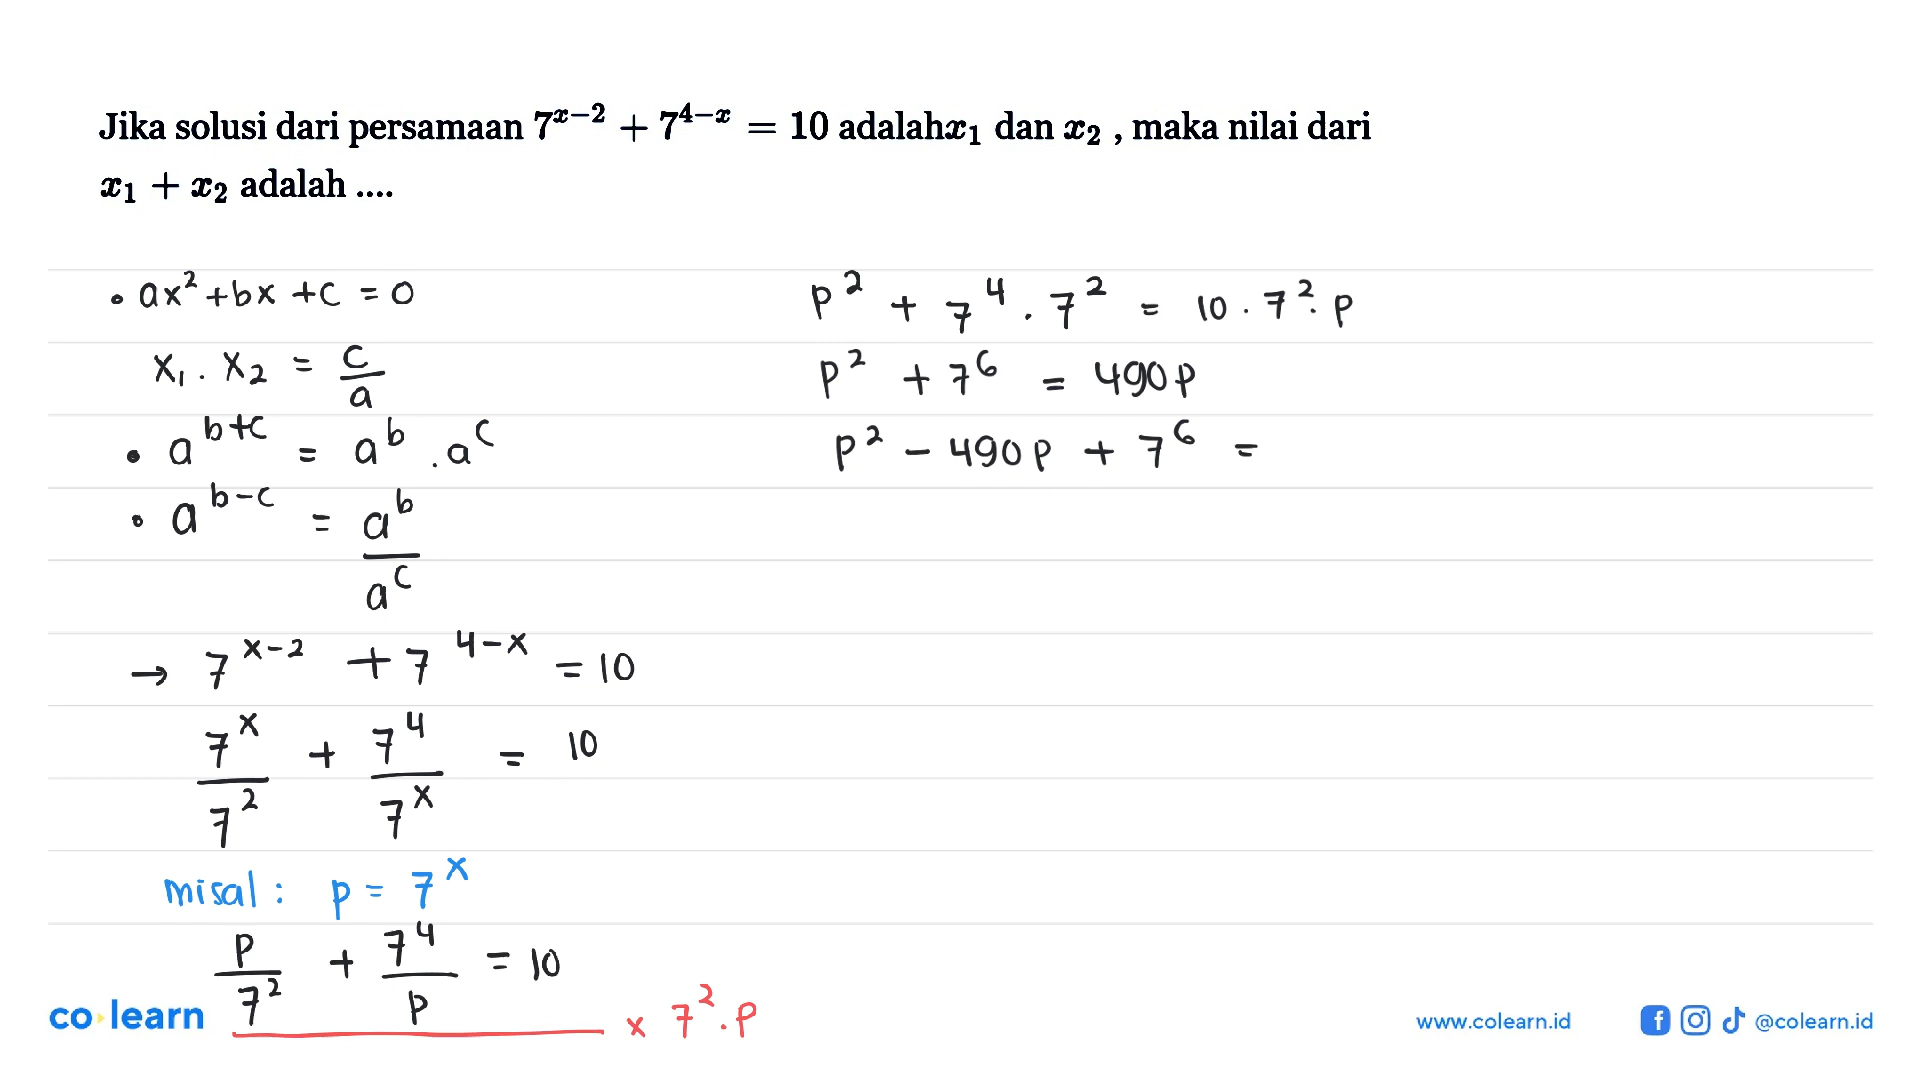 Jika solusi dari persamaan 7^{x-2} + 7^{4-x} = 10 adalahx₁ dan x₂ , maka nilai dari
x₁ + x₂ adalah ....
• ax² + bx + c = 0
x₁ . x₂ = c/a
• a^{b+c} = a^b . a^c
• a^{b-c} = a^b/a^c
→ 7^{x-2} + 7^{4-x} = 10
7^x/7² + 7⁴/7^x = 10
misal : p = 7^x
p/7² + 7⁴/p = 10
x 7² . p
p² + 7⁴ . 7² = 10 . 7² . p
p² + 7⁶ = 490p
p² - 490p + 7⁶ =
co learn
www.colearn.id
@colearn.id